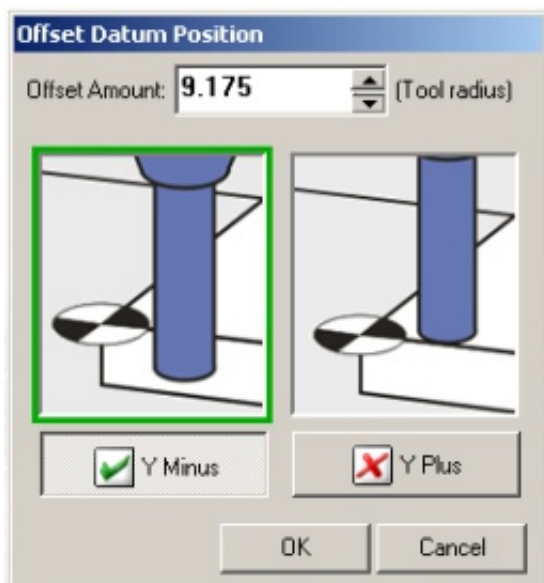 Offset Datum Position
Offset Amount: 9.175 (Tool radius)
Y Minus Y Plus
OK Cancel